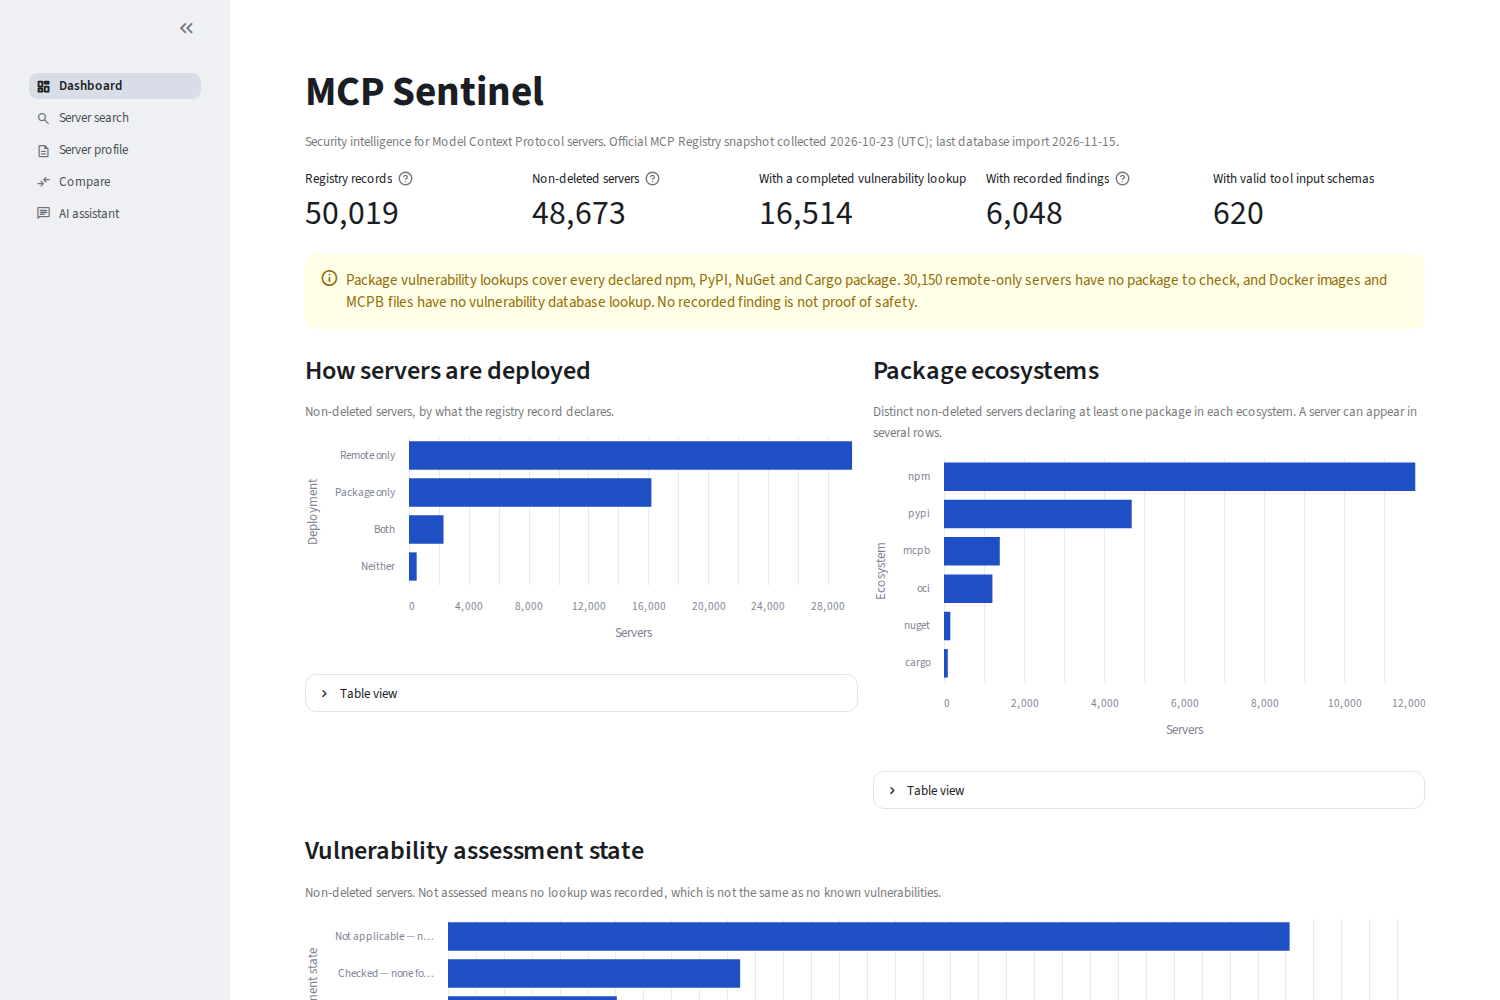 Dashboard
Server search
Server profile
Compare
AI assistant
MCP Sentinel
Security intelligence for Model Context Protocol servers. Official MCP Registry snapshot collected 2026-10-23 (UTC); last database import 2026-11-15.
Registry records
50,019
Non-deleted servers
48,673
With a completed vulnerability lookup
16,514
With recorded findings
6,048
With valid tool input schemas
620
Package vulnerability lookups cover every declared npm, PyPI, NuGet and Cargo package. 30,150 remote-only servers have no package to check, and Docker images and
MCPB files have no vulnerability database lookup. No recorded finding is not proof of safety.
How servers are deployed
Non-deleted servers, by what the registry record declares.
Deployment
Remote only
Package only
Both
Neither
0 4,000 8,000 12,000 16,000 20,000 24,000 28,000
Servers
Table view
Package ecosystems
Distinct non-deleted servers declaring at least one package in each ecosystem. A server can appear in
several rows.
Ecosystem
npm
pypi
mcpb
oci
nuget
cargo
0 2,000 4,000 6,000 8,000 10,000 12,000
Servers
Table view
Vulnerability assessment state
Non-deleted servers. Not assessed means no lookup was recorded, which is not the same as no known vulnerabilities.
Not applicable — n…
Checked — none fo…
state